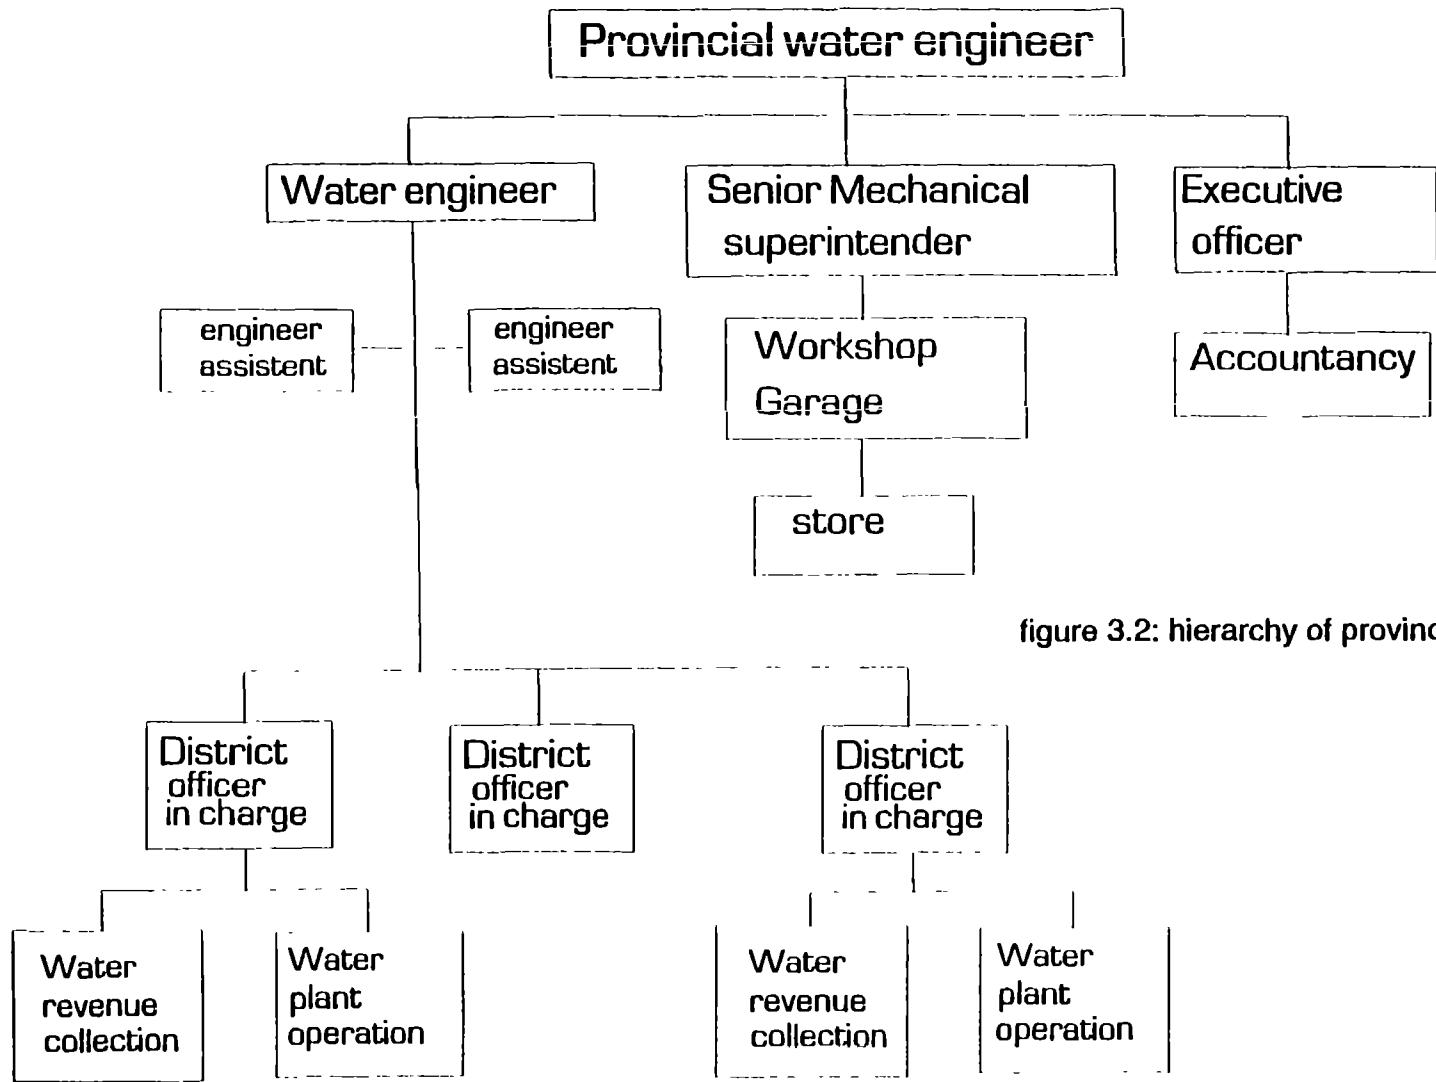 Provincial water engineer
Water engineer
Senior Mechanical
superintender
Executive
officer
engineer
assistent
engineer
assistent
Workshop
Garage
Accountancy
store
figure 3.2: hierarchy of
District
officer
in charge
District
officer
in charge
District
officer
in charge
Water
revenue
collection
Water
plant
operation
Water
revenue
collection
Water
plant
operation